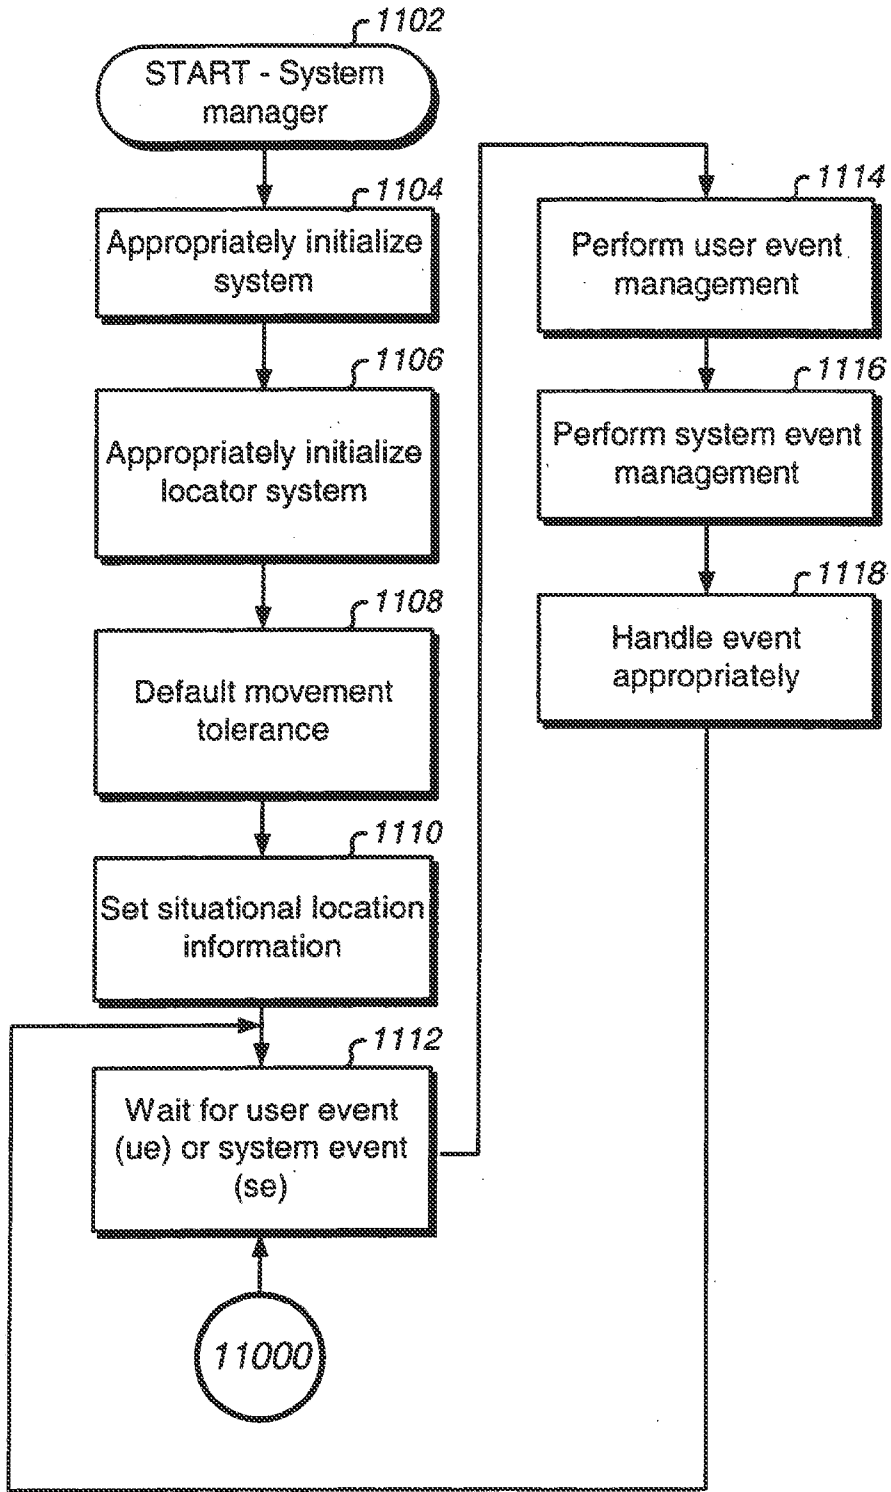 1102
START - System
manager
1104
Appropriately initialize
system
1106
Appropriately initialize
locator system
1108
Default movement
tolerance
1110
Set situational location
information
1112
Wait for user event
(ue) or system event
(se)
11000
1114
Perform user event
management
1116
Perform system event
management
1118
Handle event
appropriately